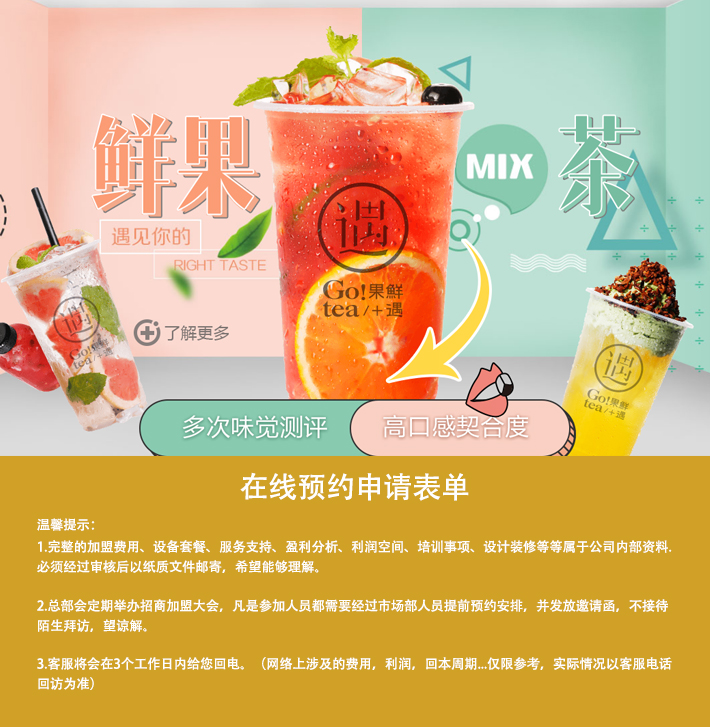 鲜果
MIX
茶
遇见你的
RIGHT TASTE
遇
Go!果鲜
tea/+遇
了解更多
遇
Go!果鲜
tea/+遇
遇
Go!果鲜
tea/+遇
多次味觉测评
高口感契合度
在线预约申请表单
温馨提示：
1.完整的加盟费用、设备套餐、服务支持、盈利分析、利润空间、培训事项、设计装修等等属于公司内部资料.
必须经过审核后以纸质文件邮寄，希望能够理解。
2.总部会定期举办招商加盟大会，凡是参加人员都需要经过市场部人员提前预约安排，并发放邀请函，不接待
陌生拜访，望谅解。
3.客服将会在3个工作日内给您回电。（网络上涉及的费用，利润，回本周期...仅限参考，实际情况以客服电话
回访为准）